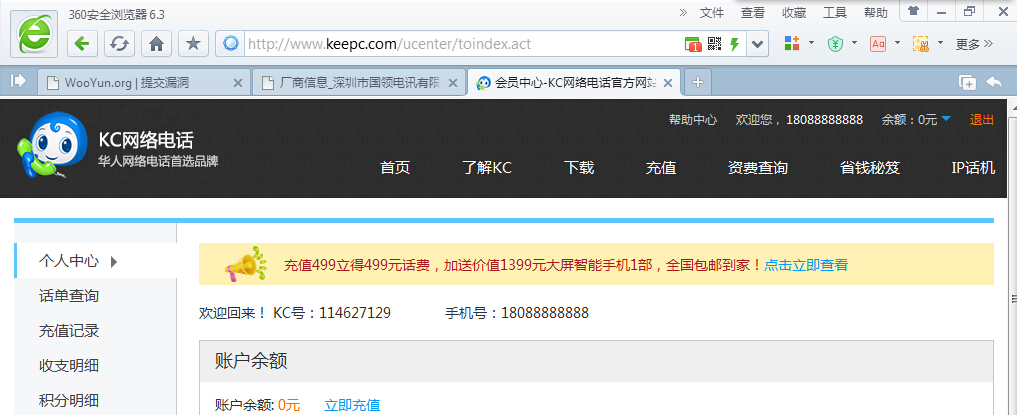 360安全浏览器 6.3
» 文件 查看 收藏 工具 帮助
http://www.keepc.com/ucenter/toindex.act
1
Aa
更多 »
WooYun.org | 提交漏洞
厂商信息_深圳市国领电讯有限
会员中心-KC网络电话官方网站
KC网络电话
华人网络电话首选品牌
帮助中心 欢迎您，18088888888 余额：0元 退出
首页 了解KC 下载 充值 资费查询 省钱秘笈 IP话机
个人中心
话单查询
充值记录
收支明细
积分明细
充值499立得499元话费，加送价值1399元大屏智能手机1部，全国包邮到家！点击立即查看
欢迎回来！ KC号：114627129 手机号：18088888888
账户余额
账户余额: 0元 立即充值